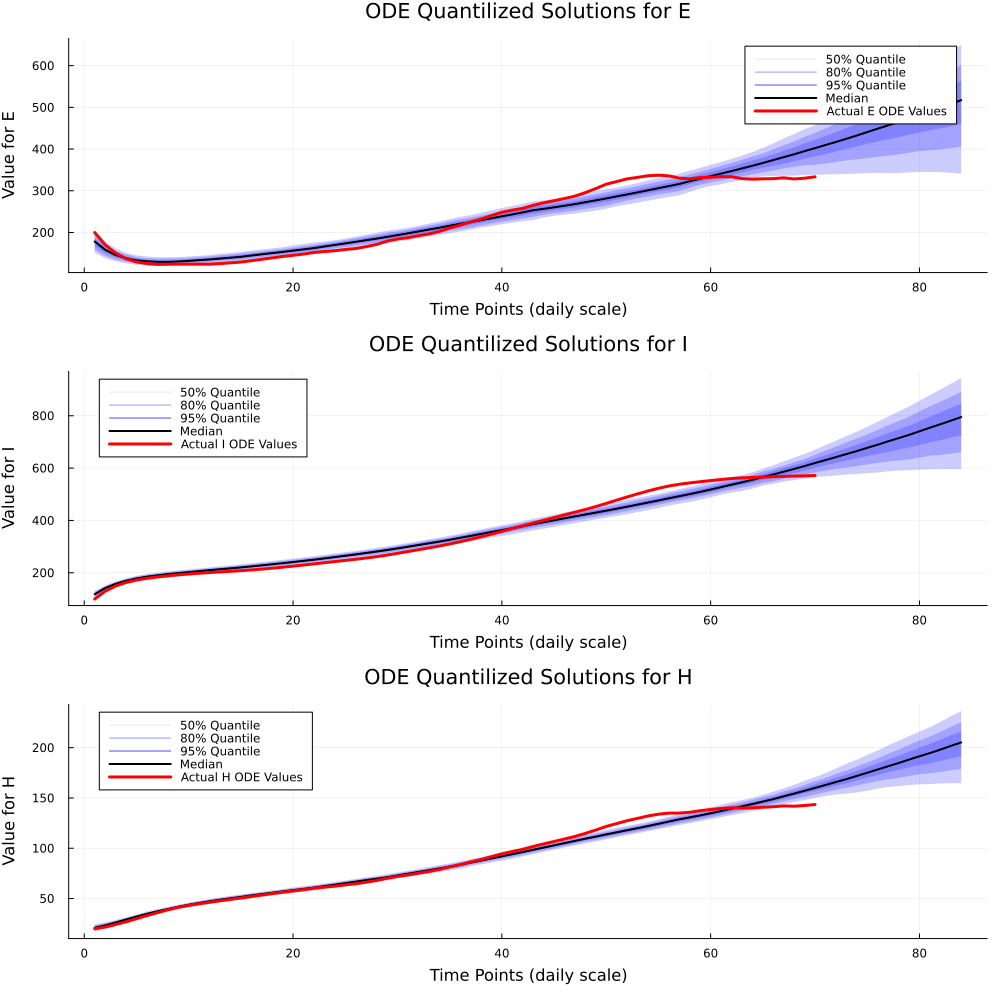 ODE Quantilized Solutions for E
Value for E
600
500
400
300
200
50% Quantile
80% Quantile
95% Quantile
Median
Actual E ODE Values
0
20
40
60
80
Time Points (daily scale)
ODE Quantilized Solutions for I
Value for I
800
600
400
200
50% Quantile
80% Quantile
95% Quantile
Median
Actual I ODE Values
0
20
40
60
80
Time Points (daily scale)
ODE Quantilized Solutions for H
Value for H
200
150
100
50
50% Quantile
80% Quantile
95% Quantile
Median
Actual H ODE Values
0
20
40
60
80
Time Points (daily scale)